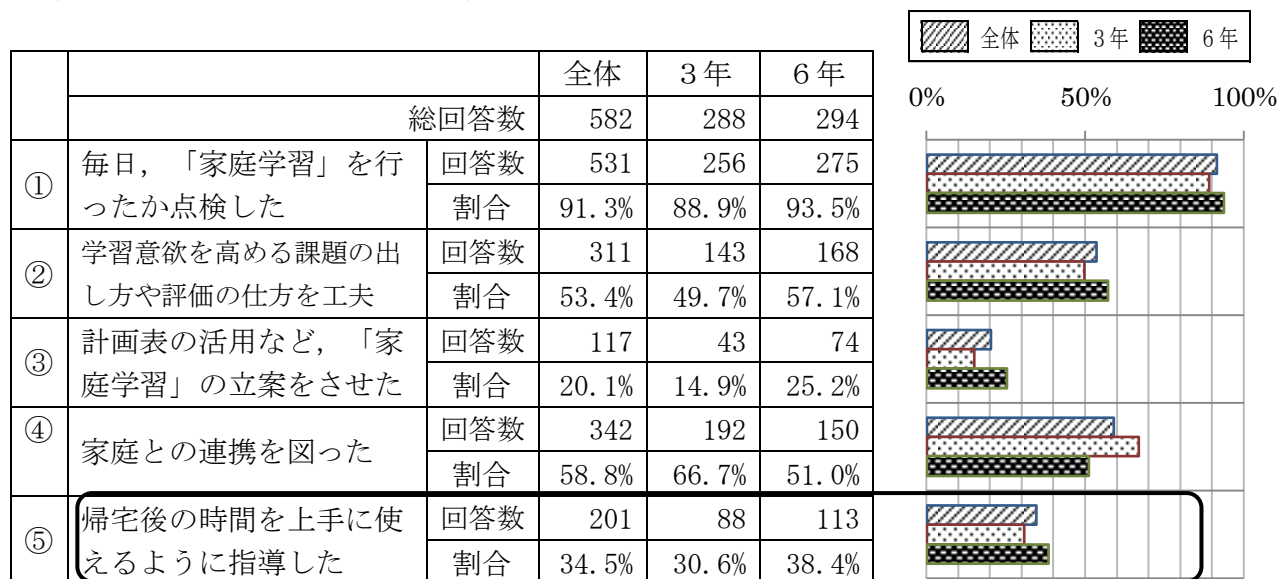 全体 3年 6年
全体 3年 6年
総回答数 582 288 294
① 毎日，「家庭学習」を行 回答数 531 256 275
ったか点検した 割合 91.3% 88.9% 93.5%
② 学習意欲を高める課題の出 回答数 311 143 168
し方や評価の仕方を工夫 割合 53.4% 49.7% 57.1%
③ 計画表の活用など，「家 回答数 117 43 74
庭学習」の立案をさせた 割合 20.1% 14.9% 25.2%
④ 家庭との連携を図った 回答数 342 192 150
割合 58.8% 66.7% 51.0%
⑤ 帰宅後の時間を上手に使 回答数 201 88 113
えるように指導した 割合 34.5% 30.6% 38.4%
0% 50% 100%